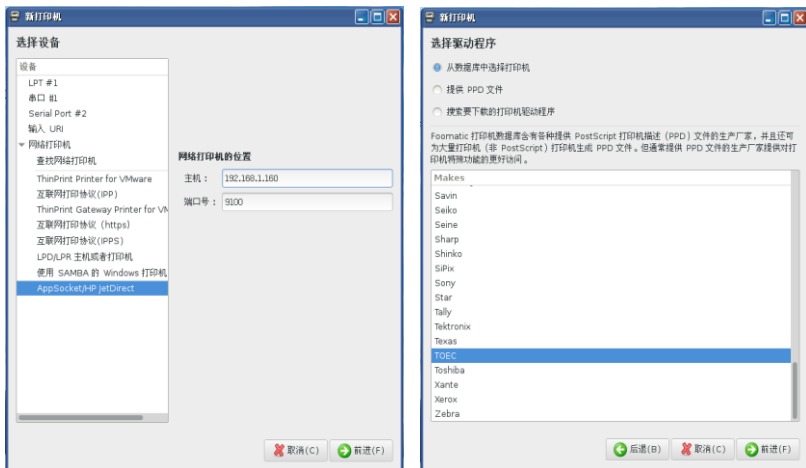 新打印机
选择设备
设备
LPT #1
串口 #1
Serial Port #2
输入 URI
网络打印机
查找网络打印机
ThinPrint Printer for VMware
互联网打印协议(IPP)
ThinPrint Gateway Printer for VM
互联网打印协议 (https)
互联网打印协议(IPPS)
LPD/LPR 主机或者打印机
使用 SAMBA 的 Windows 打印机
AppSocket/HP JetDirect
网络打印机的位置
主机： 192.168.1.160
端口号： 9100
取消(C) 前进(F)
新打印机
选择驱动程序
从数据库中选择打印机
提供 PPD 文件
搜索要下载的打印机驱动程序
Foomatic 打印机数据库含有各种提供 PostScript 打印机描述 (PPD) 文件的生产厂家，并且还可
为大量打印机 (非 PostScript) 打印机生成 PPD 文件。但通常提供 PPD 文件的生产厂家提供对打
印机特殊功能的更好访问。
Makes
Savin
Seiko
Seine
Sharp
Shinko
SiPix
Sony
Star
Tally
Tektronix
Texas
TOEC
Toshiba
Xante
Xerox
Zebra
后退(B) 取消(C) 前进(F)